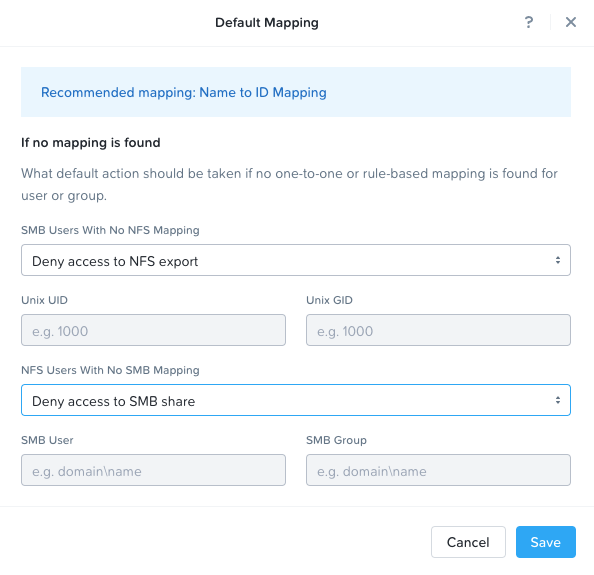 Default Mapping
?
Recommended mapping: Name to ID Mapping
If no mapping is found
What default action should be taken if no one-to-one or rule-based mapping is found for
user or group.
SMB Users With No NFS Mapping
Deny access to NFS export
Unix UID
Unix GID
e.g. 1000
e.g. 1000
NFS Users With No SMB Mapping
Deny access to SMB share
SMB User
SMB Group
e.g. domain\name
e.g. domain\name
Cancel
Save